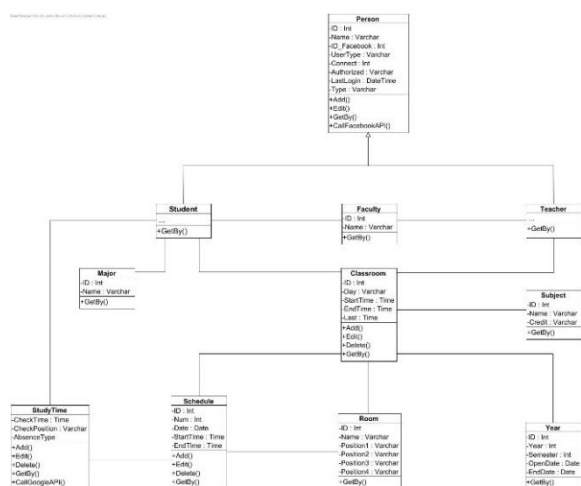 Person
-ID : Int
-Name : Varchar
-ID_Facebook : Int
-UserType : Varchar
-Connect : Int
-Authorized : Varchar
-LastLogin : DateTime
-Type : Varchar
+Add()
+Edit()
+GetBy()
+CallFacebookAPI()
Student
...
+GetBy()
Faculty
-ID : Int
-Name : Varchar
+GetBy()
Teacher
...
+GetBy()
Major
-ID : Int
-Name : Varchar
+GetBy()
Classroom
-ID : Int
-Day : Varchar
-StartTime : Time
-EndTime : Time
-Last : Time
+Add()
+Edit()
+Delete()
+GetBy()
Subject
-ID : Int
-Name : Varchar
-Credit : Varchar
+GetBy()
StudyTime
-CheckTime : Time
-CheckPosition : Varchar
-AbsenceType
+Add()
+Edit()
+Delete()
+GetBy()
+CallGoogleAPI()
Schedule
-ID : Int
-Num : Int
-Date : Date
-StartTime : Time
-EndTime : Time
+Add()
+Edit()
+Delete()
+GetBy()
Room
-ID : Int
-Name : Varchar
-Position1 : Varchar
-Position2 : Varchar
-Position3 : Varchar
-Position4 : Varchar
+GetBy()
Year
-ID : Int
-Year : Int
-Semester : Int
-OpenDate : Date
-EndDate : Date
+GetBy()